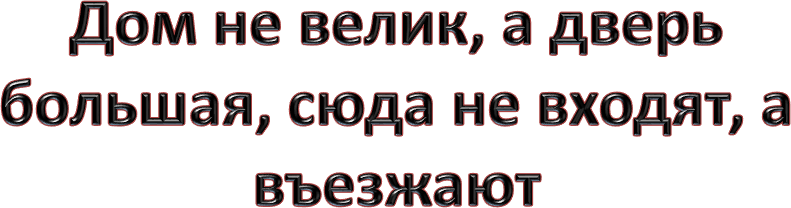 Дом не велик, а дверь
большая, сюда не входят, а
въезжают